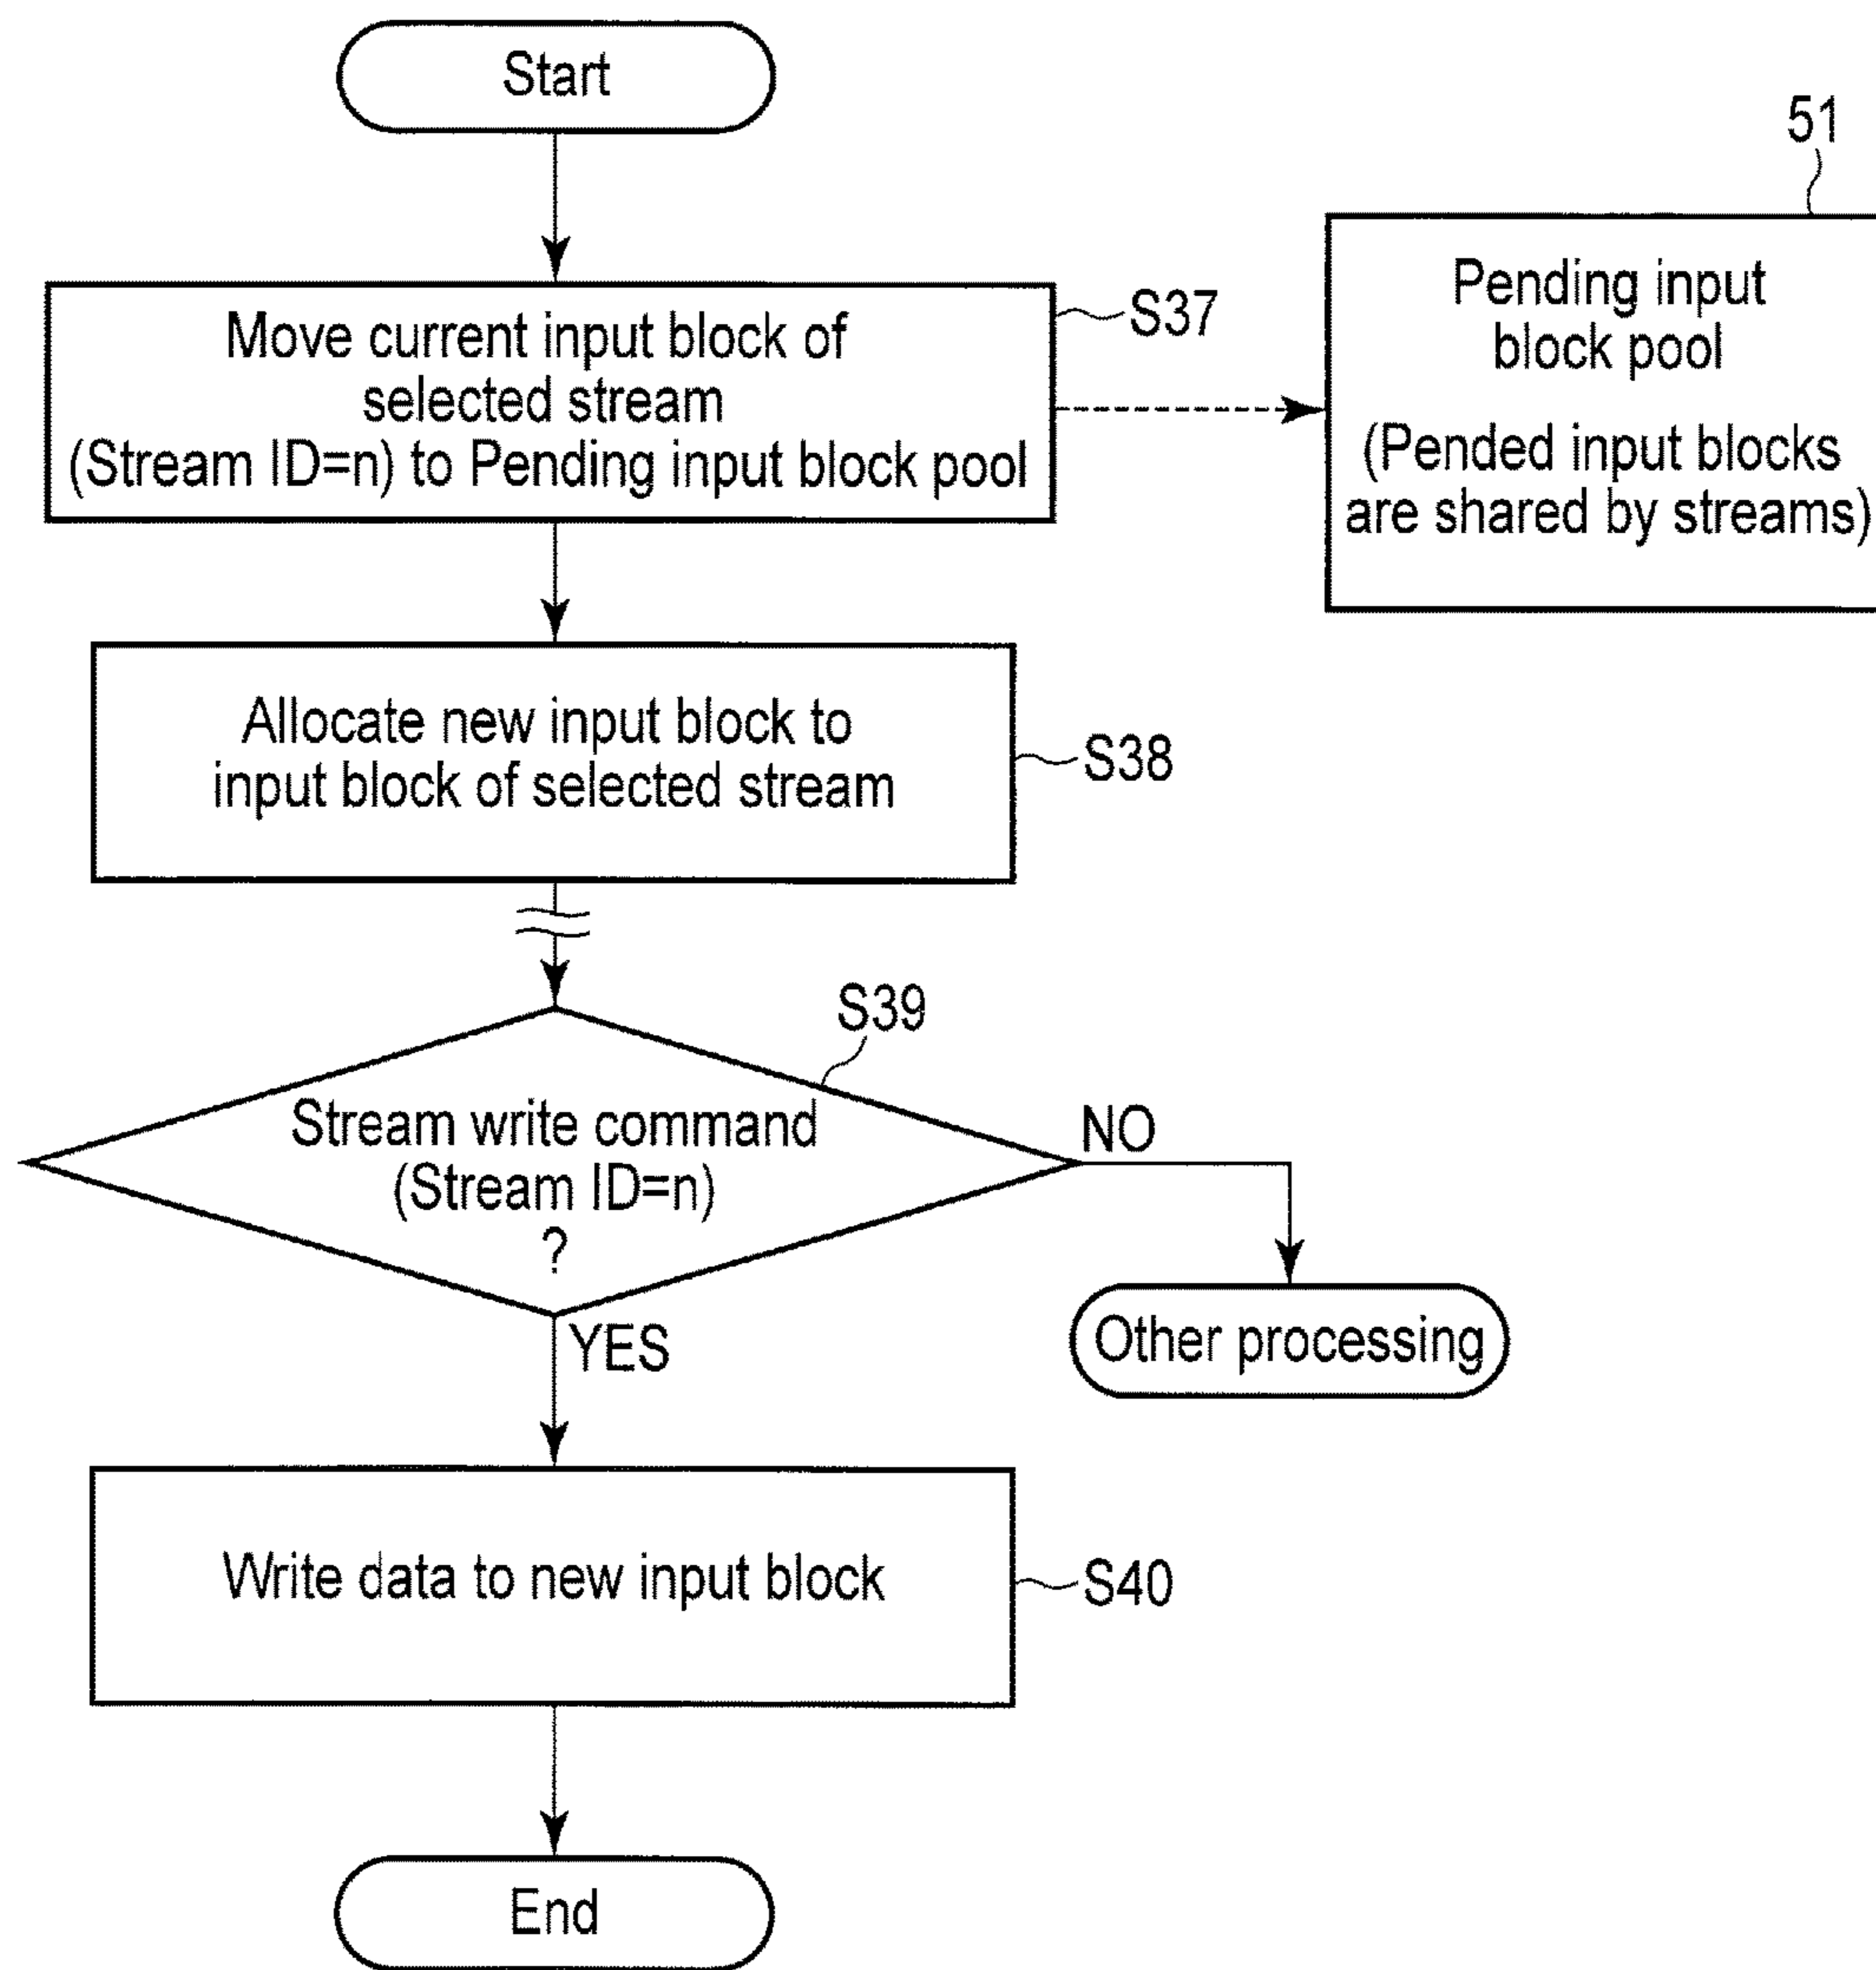 Start
Move current input block of
selected stream
(Stream ID=n) to Pending input block pool
S37
51
Pending input
block pool
(Pended input blocks
are shared by streams)
Allocate new input block to
input block of selected stream
S38
S39
Stream write command
(Stream ID=n)
?
NO
YES
Other processing
Write data to new input block
S40
End